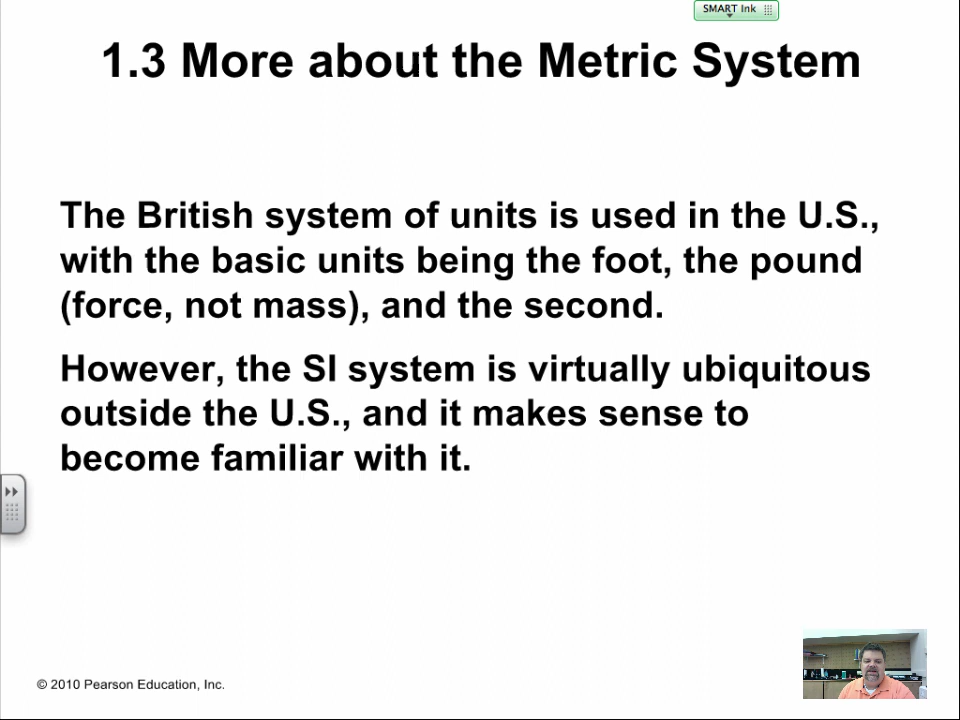 SMART Ink
1.3 More about the Metric System
The British system of units is used in the U.S.,
with the basic units being the foot, the pound
(force, not mass), and the second.
However, the SI system is virtually ubiquitous
outside the U.S., and it makes sense to
become familiar with it.
© 2010 Pearson Education, Inc.